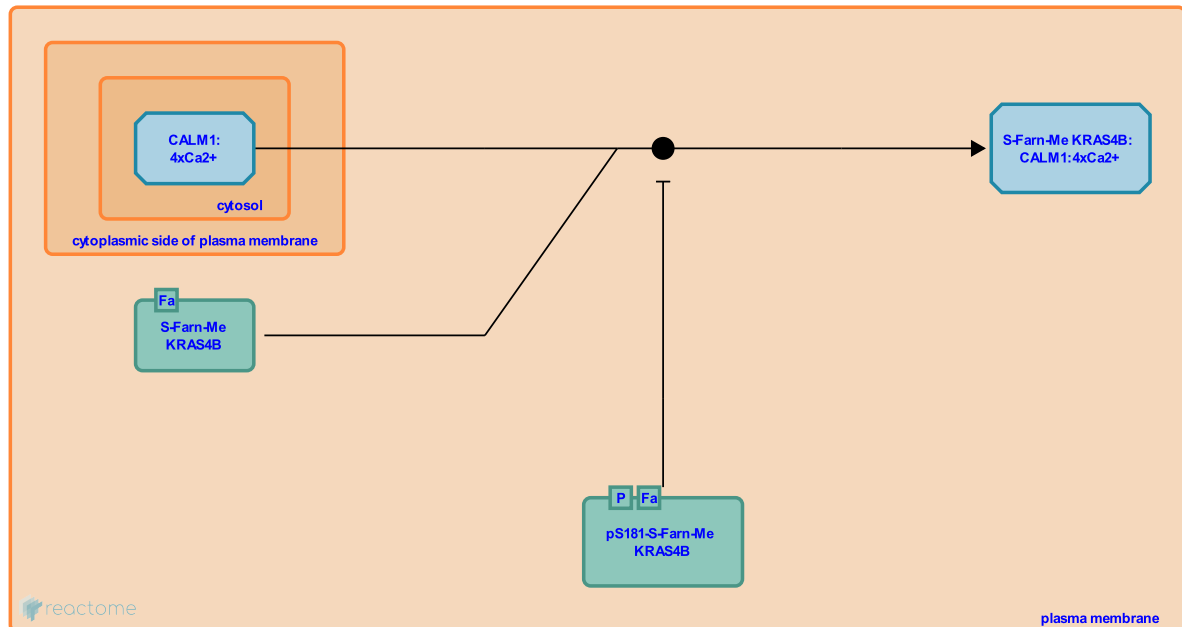 CALM1:
4xCa2+
cytosol
cytoplasmic side of plasma membrane
S-Farn-Me KRAS4B:
CALM1:4xCa2+
Fa
S-Farn-Me
KRAS4B
P Fa
pS181-S-Farn-Me
KRAS4B
reactome
plasma membrane